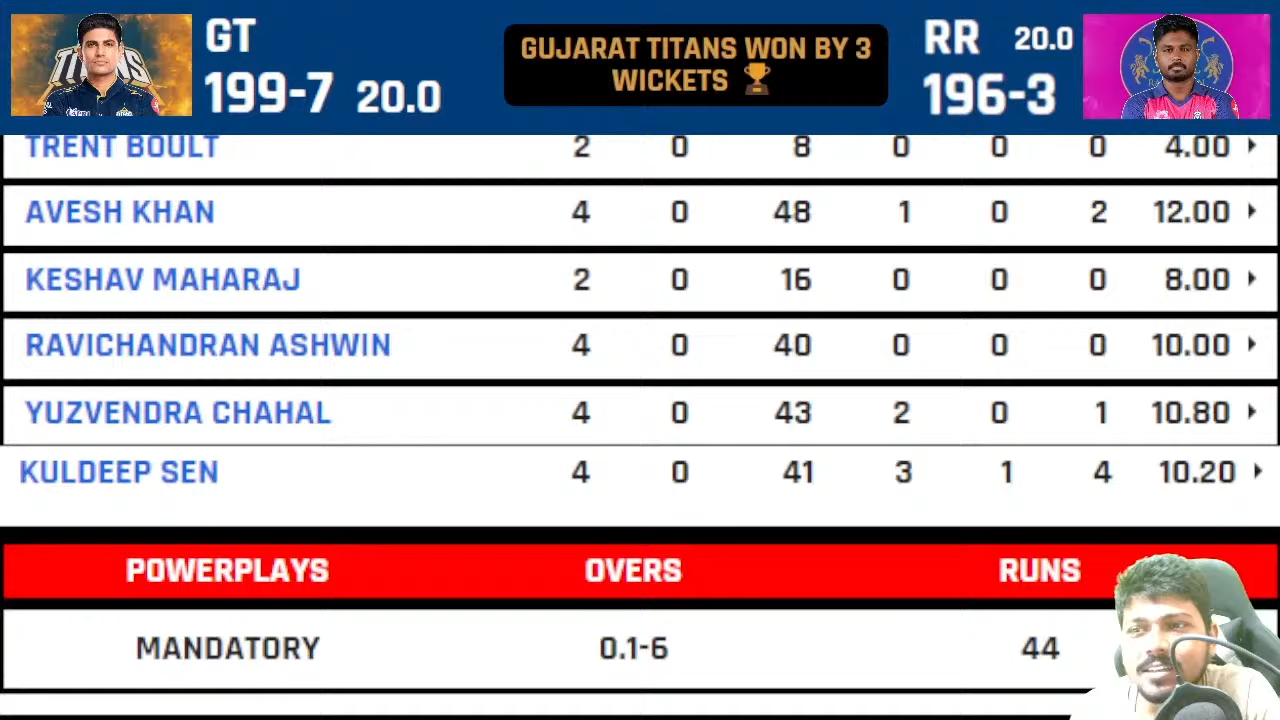 GT
199-7 20.0
GUJARAT TITANS WON BY 3
WICKETS 🏆
RR 20.0
196-3
TITANS
TRENT BOULT 2 0 8 0 0 0 4.00
AVESH KHAN 4 0 48 1 0 2 12.00
KESHAV MAHARAJ 2 0 16 0 0 0 8.00
RAVICHANDRAN ASHWIN 4 0 40 0 0 0 10.00
YUZVENDRA CHAHAL 4 0 43 2 0 1 10.80
KULDEEP SEN 4 0 41 3 1 4 10.20
POWERPLAYS OVERS RUNS
MANDATORY 0.1-6 44